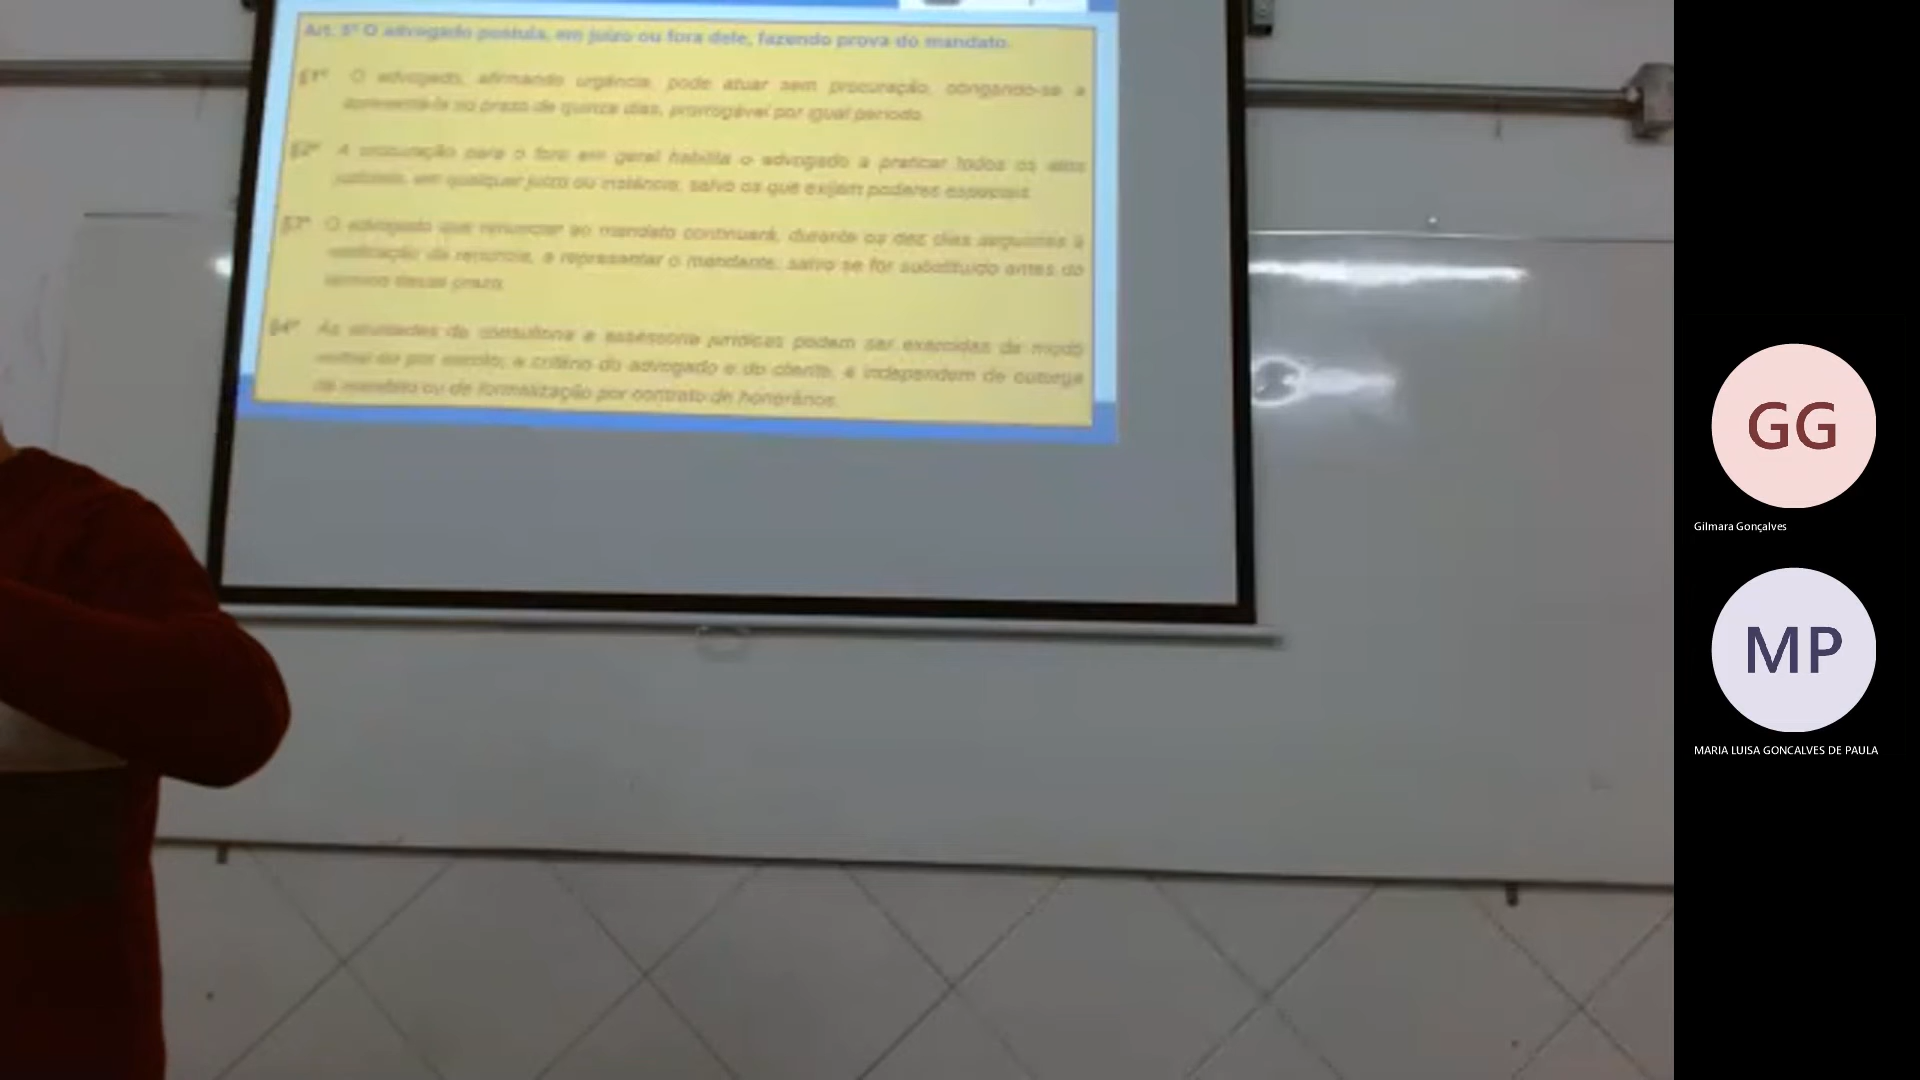 Art. 5º O advogado postula, em juízo ou fora dele, fazendo prova do mandato.
§1º O advogado, afirmando urgência, pode atuar sem procuração, obrigando-se a
apresentá-la no prazo de quinze dias, prorrogável por igual período.
§2º A procuração para o foro em geral habilita o advogado a praticar todos os atos
judiciais, em qualquer juízo ou instância, salvo os que exijam poderes especiais.
§3º O advogado que renunciar ao mandato continuará, durante os dez dias seguintes à
notificação da renúncia, a representar o mandante, salvo se for substituído antes do
término desse prazo.
§4º As atividades de consultoria e assessoria jurídicas podem ser exercidas de modo
verbal ou por escrito, a critério do advogado e do cliente, e independem de outorga
de mandato ou de formalização por contrato de honorários.
GG
Gilmara Gonçalves
MP
MARIA LUISA GONCALVES DE PAULA